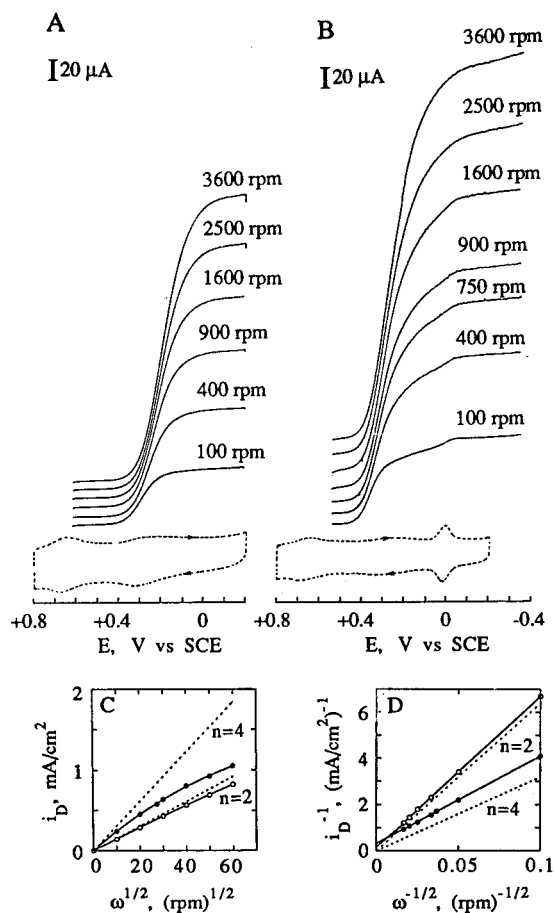 A
B
20 μA
20 μA
3600 rpm
2500 rpm
1600 rpm
900 rpm
400 rpm
100 rpm
3600 rpm
2500 rpm
1600 rpm
900 rpm
750 rpm
400 rpm
100 rpm
+0.8 +0.4 0
E, V vs SCE
+0.8 +0.4 0 -0.4
E, V vs SCE
C
2
1
0
i_D, mA/cm²
n=4
n=2
0 20 40 60
ω^1/2, (rpm)^1/2
D
6
4
2
0
i_D^-1, (mA/cm²)^-1
n=2
n=4
0 0.05 0.1
ω^-1/2, (rpm)^-1/2